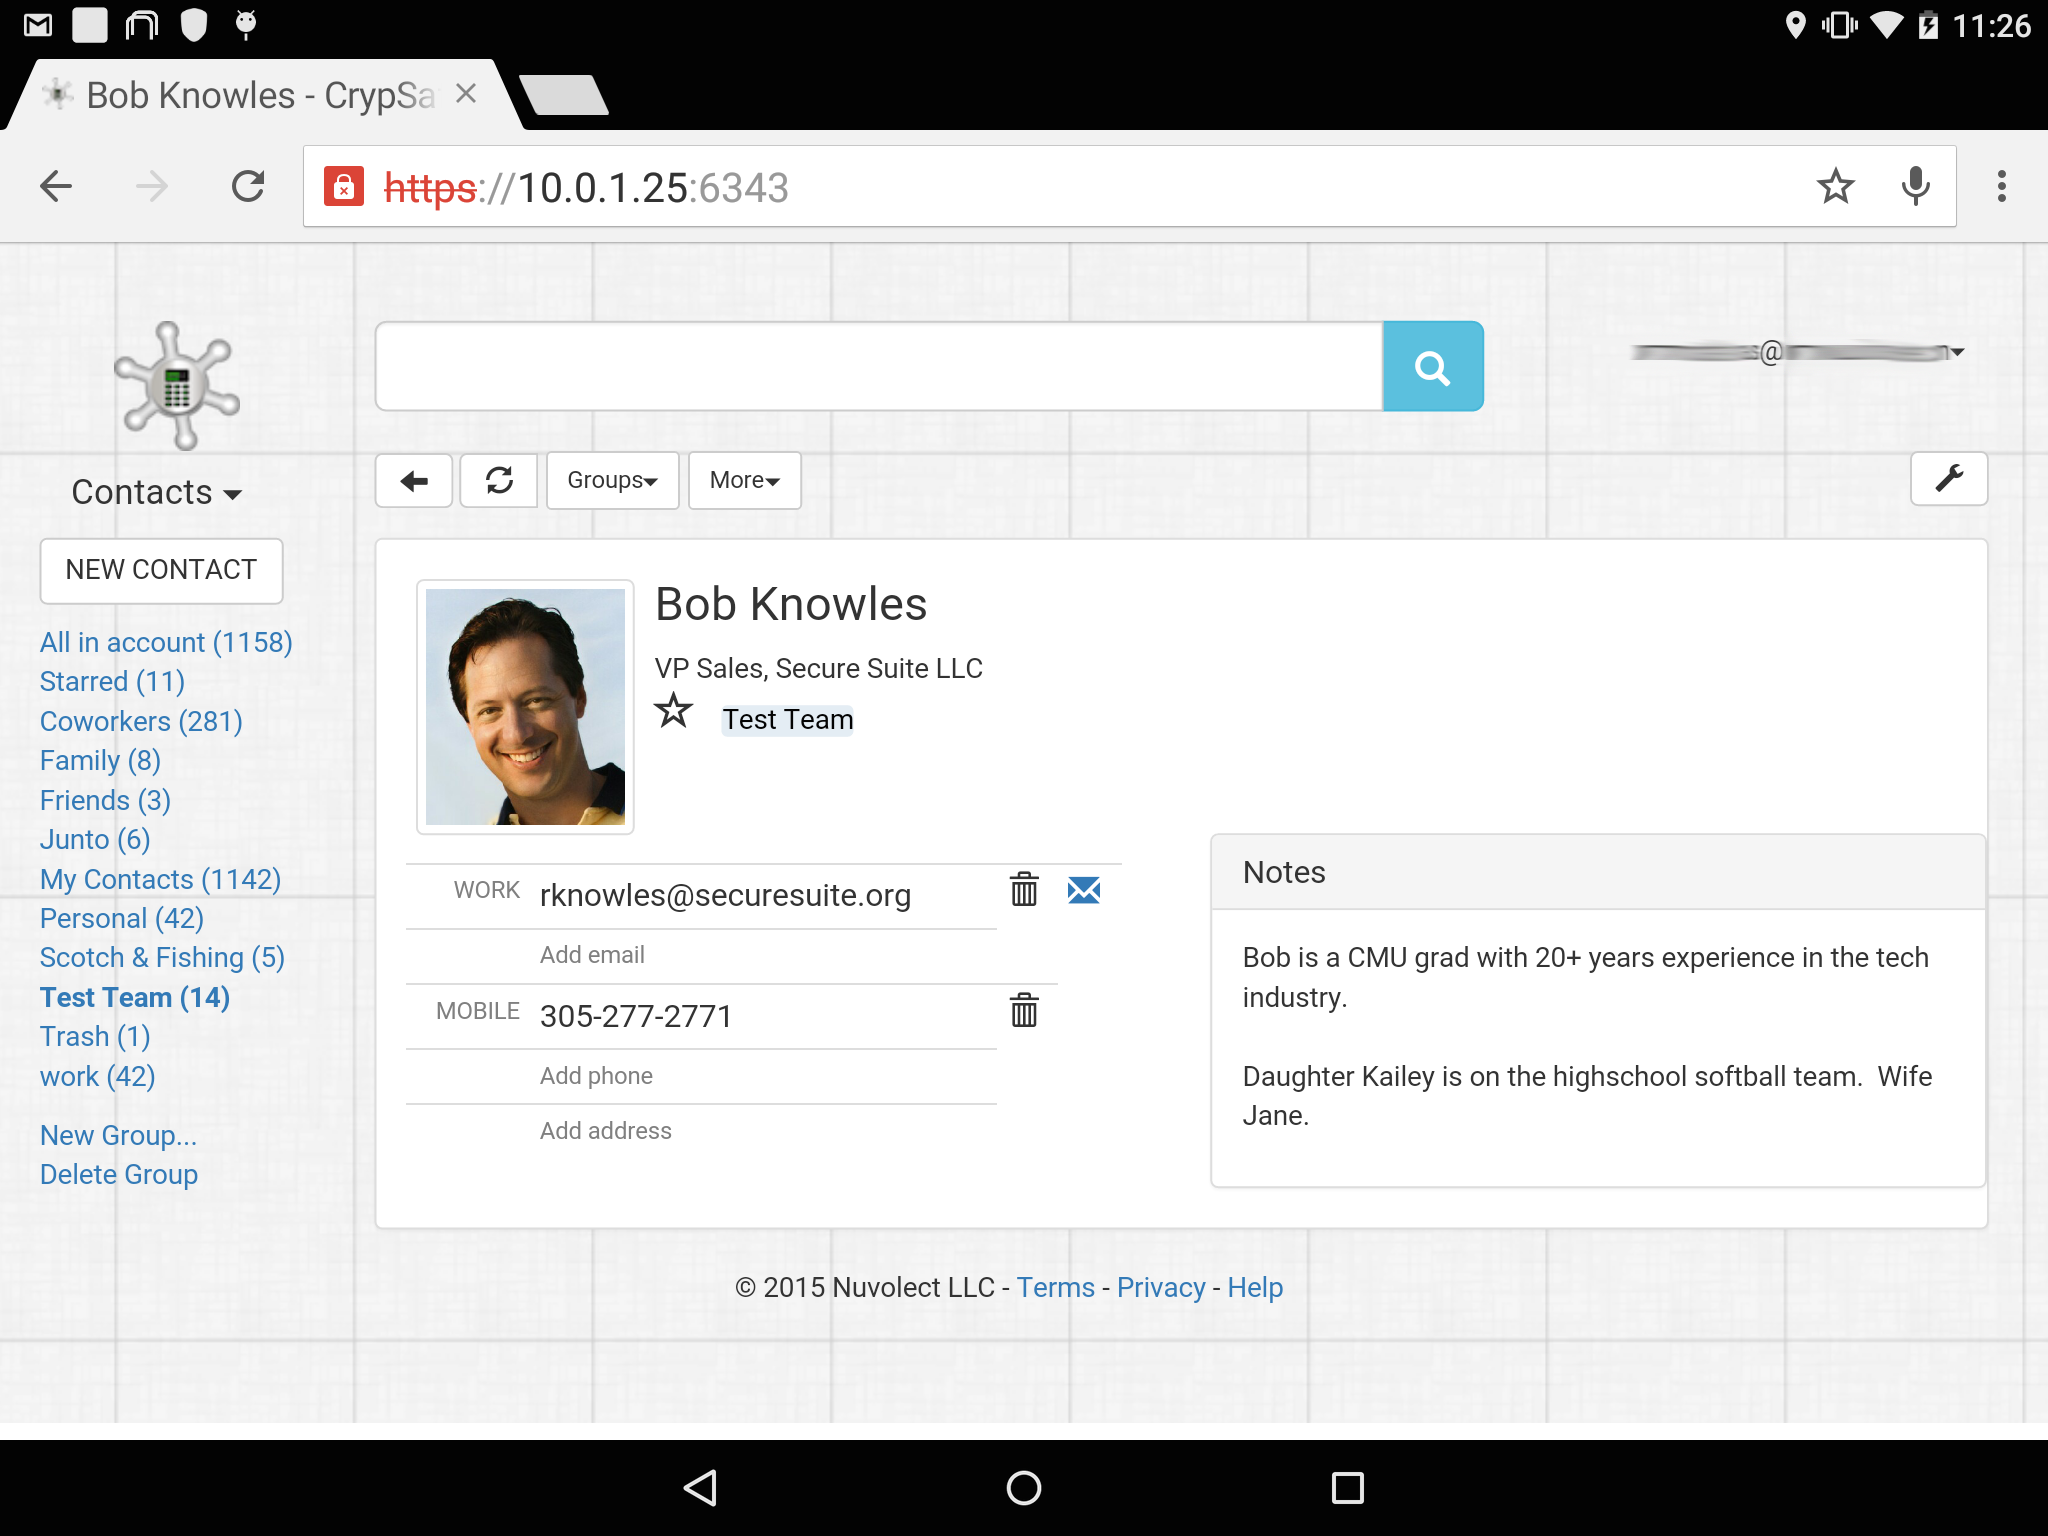 11:26
Bob Knowles - CrypSa
https://10.0.1.25:6343
@
Contacts
Groups
More
NEW CONTACT
All in account (1158)
Starred (11)
Coworkers (281)
Family (8)
Friends (3)
Junto (6)
My Contacts (1142)
Personal (42)
Scotch & Fishing (5)
Test Team (14)
Trash (1)
work (42)
New Group...
Delete Group
Bob Knowles
VP Sales, Secure Suite LLC
Test Team
WORK rknowles@securesuite.org
Add email
MOBILE 305-277-2771
Add phone
Add address
Notes
Bob is a CMU grad with 20+ years experience in the tech
industry.
Daughter Kailey is on the highschool softball team.  Wife
Jane.
© 2015 Nuvolect LLC - Terms - Privacy - Help